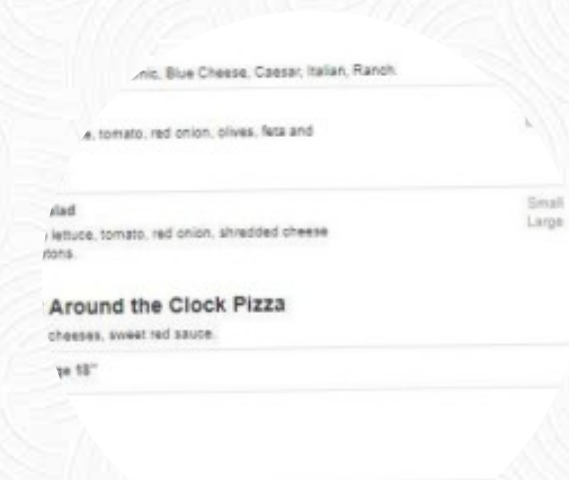 Blue Cheese, Caesar, Italian, Ranch.
tomato, red onion, olives, feta and
Small
lettuce, tomato, red onion, shredded cheese
Large
Around the Clock Pizza
cheeses, sweet red sauce.
18"